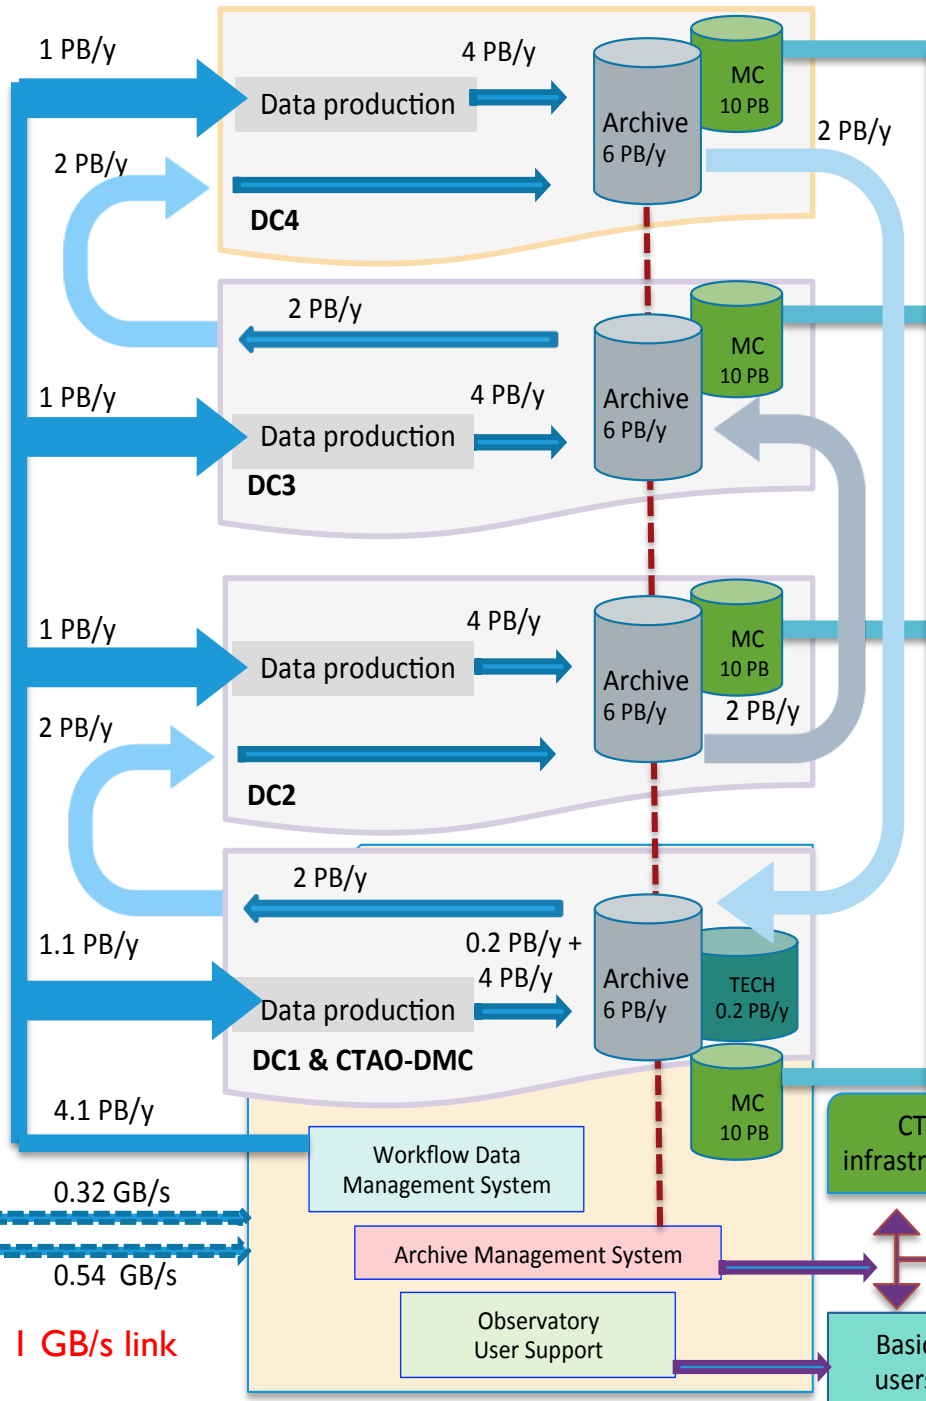 1 PB/y
4 PB/y
MC
10 PB
Data production
Archive
6 PB/y
2 PB/y
2 PB/y
DC4
2 PB/y
MC
10 PB
1 PB/y
4 PB/y
Archive
6 PB/y
Data production
DC3
1 PB/y
4 PB/y
MC
10 PB
Data production
Archive
6 PB/y
2 PB/y
2 PB/y
DC2
2 PB/y
1.1 PB/y
0.2 PB/y +
4 PB/y
Archive
6 PB/y
TECH
0.2 PB/y
Data production
DC1 & CTAO-DMC
MC
10 PB
4.1 PB/y
CT
infrastr
Workflow Data
Management System
0.32 GB/s
Archive Management System
0.54 GB/s
Observatory
User Support
1 GB/s link
Basic
users